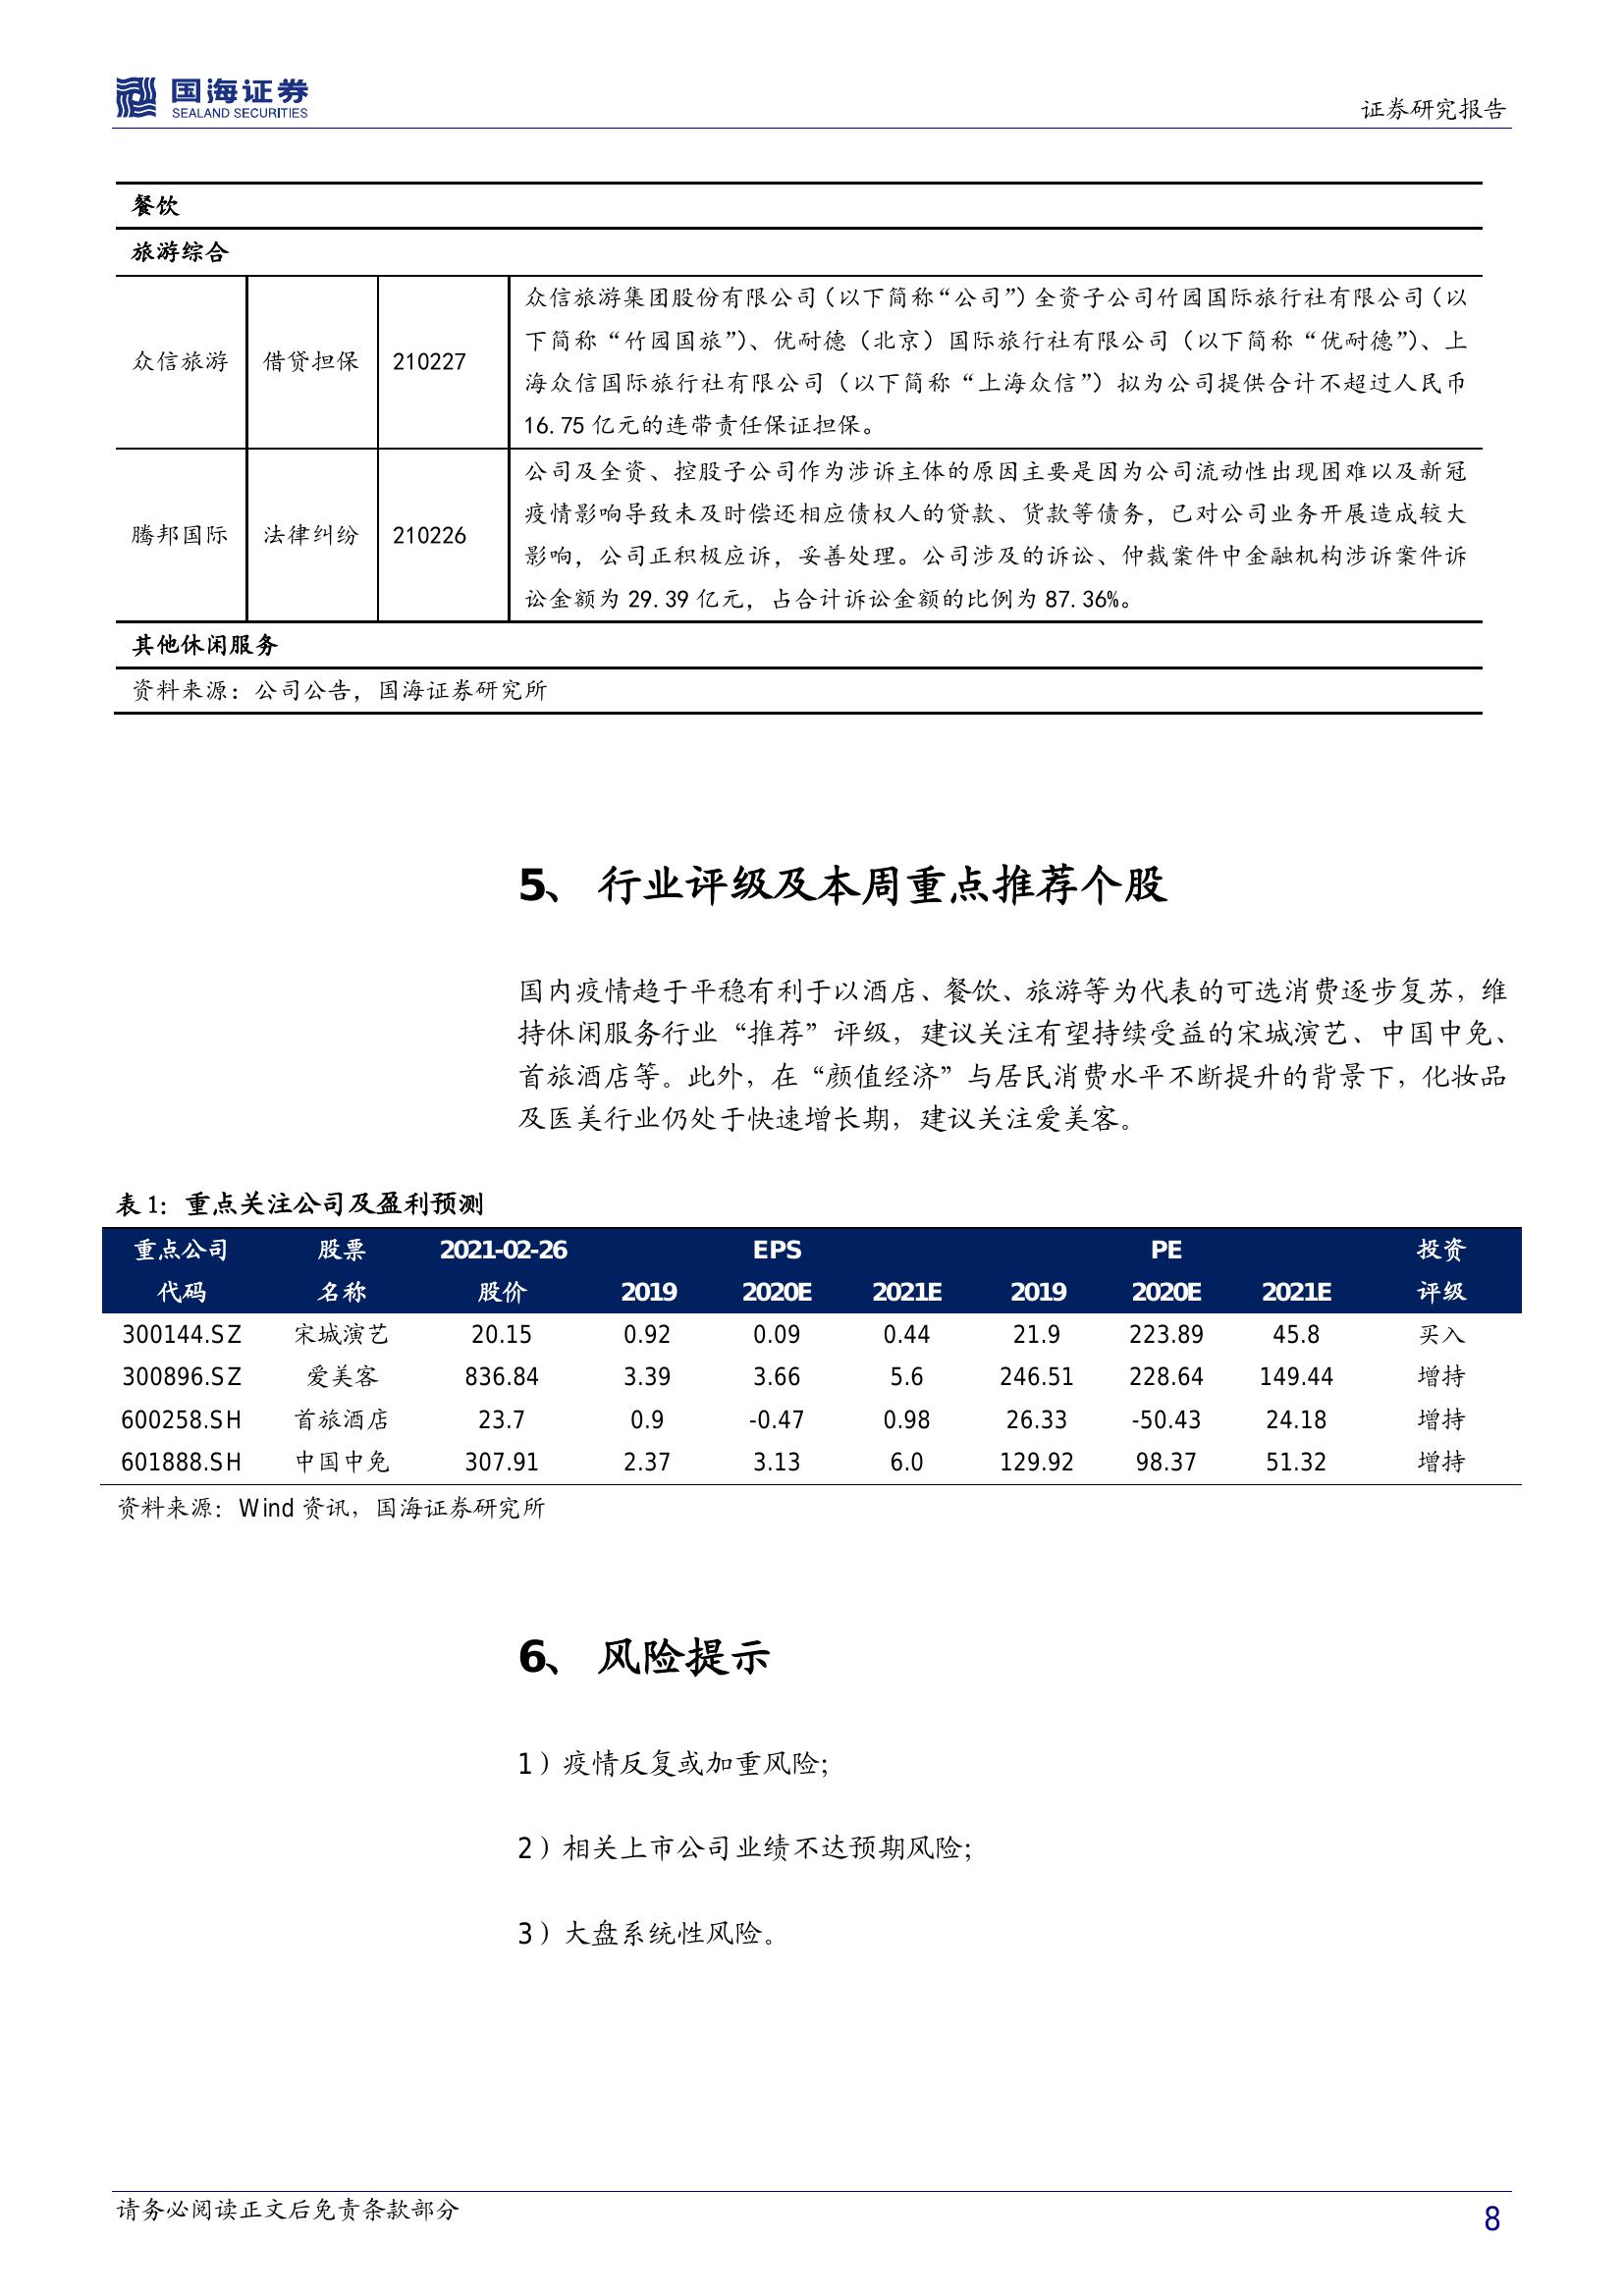 国海证券
SEALAND SECURITIES
证券研究报告
餐饮
旅游综合
众信旅游 借贷担保 210227
众信旅游集团股份有限公司（以下简称“公司”）全资子公司竹园国际旅行社有限公司（以
下简称“竹园国旅”）、优耐德（北京）国际旅行社有限公司（以下简称“优耐德”）、上
海众信国际旅行社有限公司（以下简称“上海众信”）拟为公司提供合计不超过人民币
16.75 亿元的连带责任保证担保。
腾邦国际 法律纠纷 210226
公司及全资、控股子公司作为涉诉主体的原因主要是因为公司流动性出现困难以及新冠
疫情影响导致未及时偿还相应债权人的贷款、货款等债务，已对公司业务开展造成较大
影响，公司正积极应诉，妥善处理。公司涉及的诉讼、仲裁案件中金融机构涉诉案件诉
讼金额为 29.39 亿元，占合计诉讼金额的比例为 87.36%。
其他休闲服务
资料来源：公司公告，国海证券研究所
5、 行业评级及本周重点推荐个股
国内疫情趋于平稳有利于以酒店、餐饮、旅游等为代表的可选消费逐步复苏，维
持休闲服务行业“推荐”评级，建议关注有望持续受益的宋城演艺、中国中免、
首旅酒店等。此外，在“颜值经济”与居民消费水平不断提升的背景下，化妆品
及医美行业仍处于快速增长期，建议关注爱美客。
表 1：重点关注公司及盈利预测
重点公司 股票 2021-02-26 EPS PE 投资
代码 名称 股价 2019 2020E 2021E 2019 2020E 2021E 评级
300144.SZ 宋城演艺 20.15 0.92 0.09 0.44 21.9 223.89 45.8 买入
300896.SZ 爱美客 836.84 3.39 3.66 5.6 246.51 228.64 149.44 增持
600258.SH 首旅酒店 23.7 0.9 -0.47 0.98 26.33 -50.43 24.18 增持
601888.SH 中国中免 307.91 2.37 3.13 6.0 129.92 98.37 51.32 增持
资料来源：Wind 资讯，国海证券研究所
6、 风险提示
1）疫情反复或加重风险；
2）相关上市公司业绩不达预期风险；
3）大盘系统性风险。
请务必阅读正文后免责条款部分
8